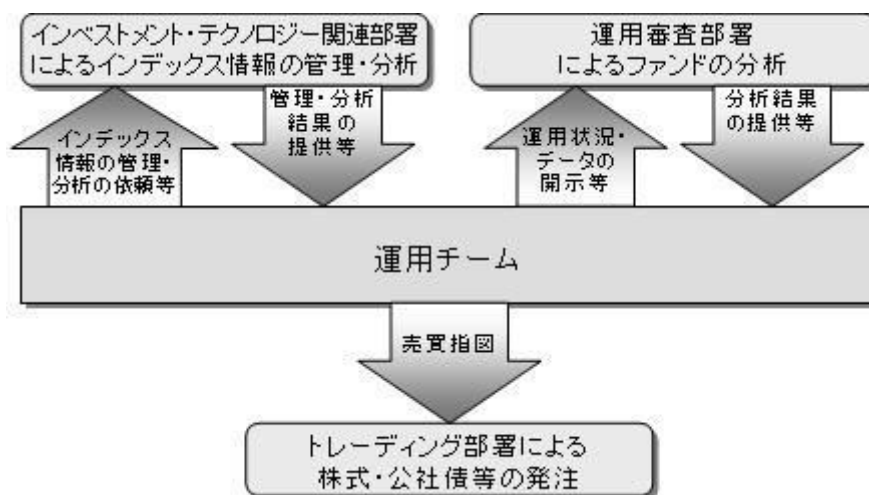 インベストメント・テクノロジー関連部署
によるインデックス情報の管理・分析
運用審査部署
によるファンドの分析
インデックス
情報の管理・
分析の依頼等
管理・分析
結果の
提供等
運用状況・
データの
開示等
分析結果
の提供等
運用チーム
売買指図
トレーディング部署による
株式・公社債等の発注